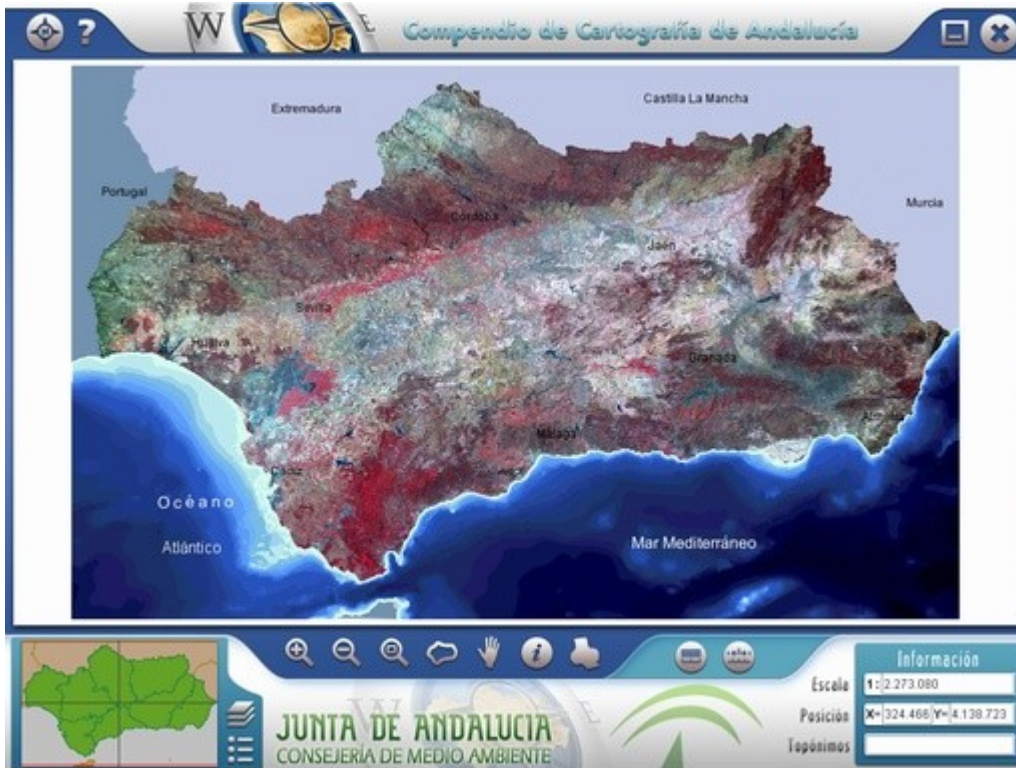 ?
W
E
Compendio de Cartografía de Andalucía
Extremadura
Castilla La Mancha
Portugal
Murcia
Córdoba
Jaén
Sevilla
Huelva
Granada
Almería
Málaga
Cádiz
Océano
Atlántico
Mar Mediterráneo
i
W
E
JUNTA DE ANDALUCIA
CONSEJERÍA DE MEDIO AMBIENTE
Información
Escala 1: 2.273.080
Posición X= 324.466 Y= 4.138.723
Topónimos